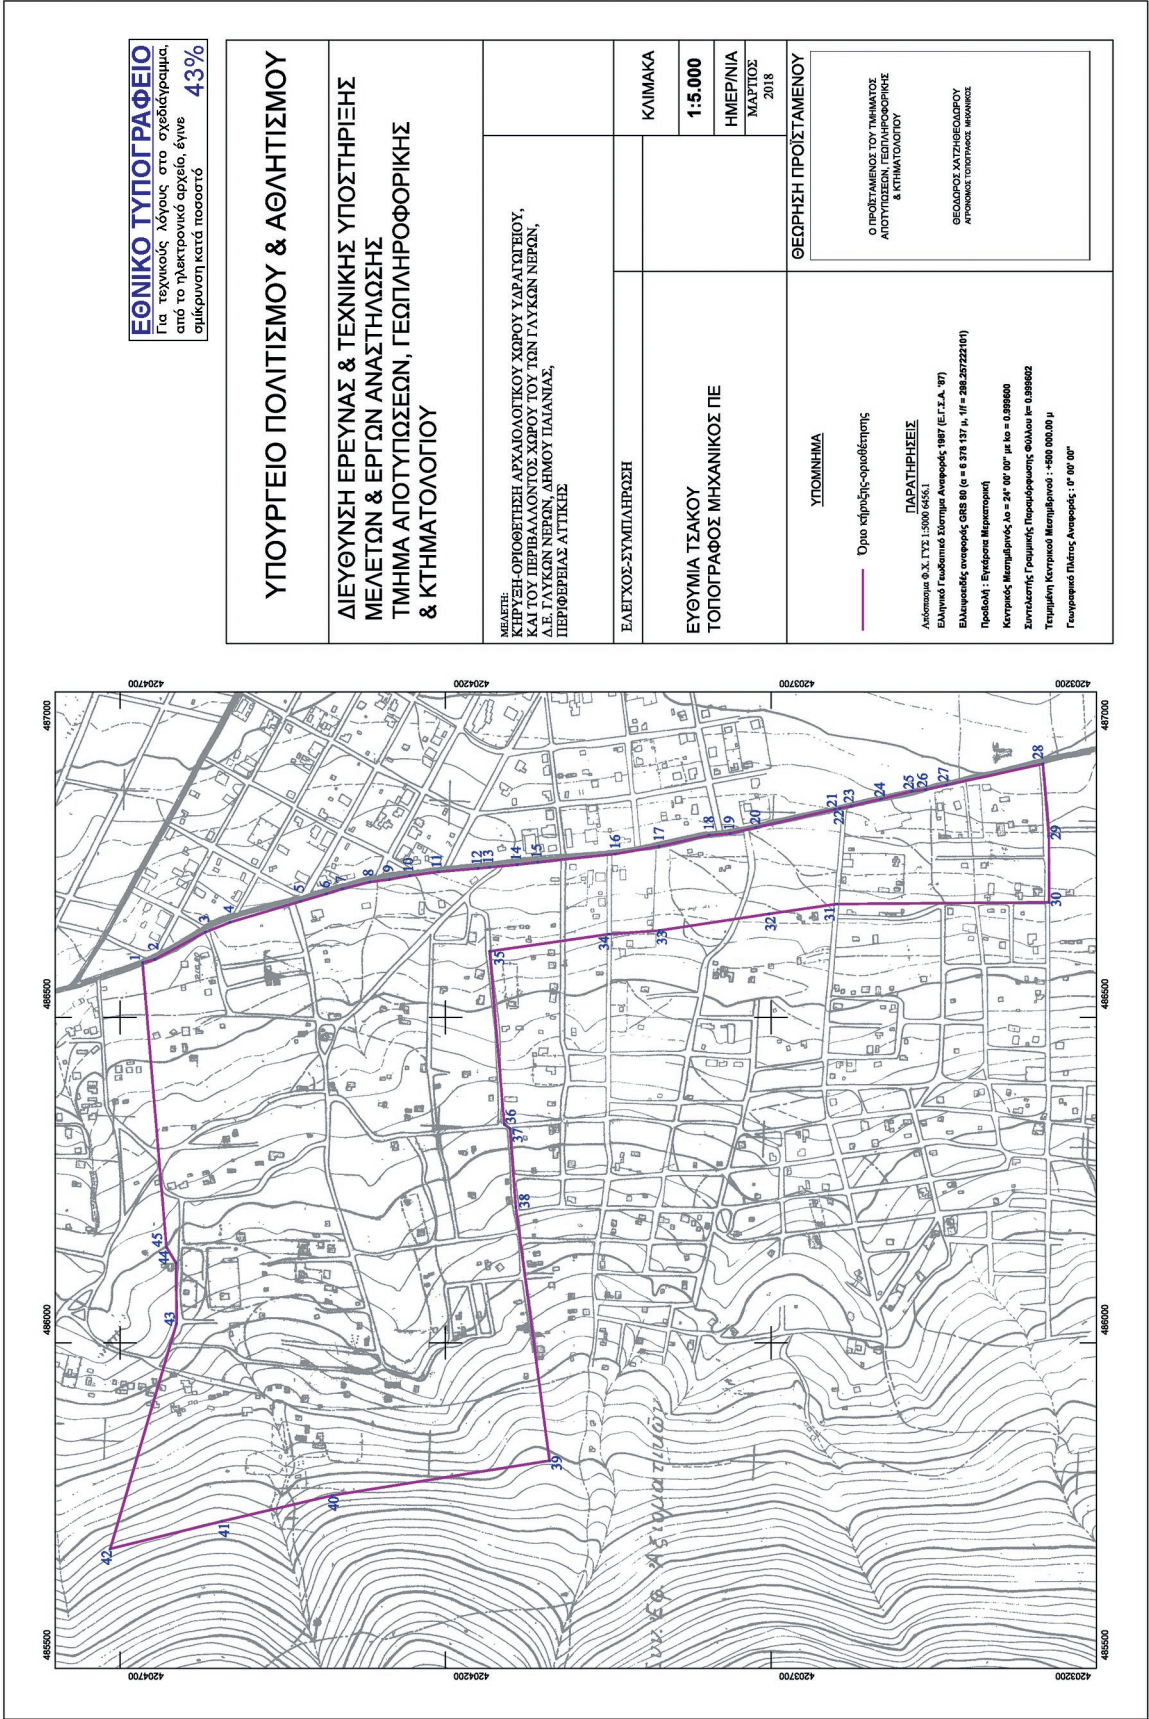 ΕΘΝΙΚΟ ΤΥΠΟΓΡΑΦΕΙΟ
Για τεχνικούς λόγους στο σχεδιάγραμμα,
από το ηλεκτρονικό αρχείο, έγινε
σμίκρυνση κατά ποσοστό 43%
ΥΠΟΥΡΓΕΙΟ ΠΟΛΙΤΙΣΜΟΥ & ΑΘΛΗΤΙΣΜΟΥ
ΔΙΕΥΘΥΝΣΗ ΕΡΕΥΝΑΣ & ΤΕΧΝΙΚΗΣ ΥΠΟΣΤΗΡΙΞΗΣ
ΜΕΛΕΤΩΝ & ΕΡΓΩΝ ΑΝΑΣΤΗΛΩΣΗΣ
ΤΜΗΜΑ ΑΠΟΤΥΠΩΣΕΩΝ, ΓΕΩΠΛΗΡΟΦΟΡΙΚΗΣ
& ΚΤΗΜΑΤΟΛΟΓΙΟΥ
ΜΕΛΕΤΗ:
ΚΗΡΥΞΗ-ΟΡΙΟΘΕΤΗΣΗ ΑΡΧΑΙΟΛΟΓΙΚΟΥ ΧΩΡΟΥ ΥΔΡΑΓΩΓΕΙΟΥ,
ΚΑΙ ΤΟΥ ΠΕΡΙΒΑΛΛΟΝΤΟΣ ΧΩΡΟΥ ΤΟΥ ΤΩΝ ΓΛΥΚΩΝ ΝΕΡΩΝ,
Δ.Ε. ΓΛΥΚΩΝ ΝΕΡΩΝ, ΔΗΜΟΥ ΠΑΙΑΝΙΑΣ,
ΠΕΡΙΦΕΡΕΙΑΣ ΑΤΤΙΚΗΣ
ΕΛΕΓΧΟΣ-ΣΥΜΠΛΗΡΩΣΗ
ΕΥΘΥΜΙΑ ΤΣΑΚΟΥ
ΤΟΠΟΓΡΑΦΟΣ ΜΗΧΑΝΙΚΟΣ ΠΕ
ΚΛΙΜΑΚΑ
1:5.000
ΗΜΕΡ/ΝΙΑ
ΜΑΡΤΙΟΣ
2018
ΘΕΩΡΗΣΗ ΠΡΟΪΣΤΑΜΕΝΟΥ
Ο ΠΡΟΪΣΤΑΜΕΝΟΣ ΤΟΥ ΤΜΗΜΑΤΟΣ
ΑΠΟΤΥΠΩΣΕΩΝ, ΓΕΩΠΛΗΡΟΦΟΡΙΚΗΣ
& ΚΤΗΜΑΤΟΛΟΓΙΟΥ
ΘΕΟΔΩΡΟΣ ΧΑΤΖΗΘΕΟΔΩΡΟΥ
ΑΓΡΟΝΟΜΟΣ ΤΟΠΟΓΡΑΦΟΣ ΜΗΧΑΝΙΚΟΣ
ΥΠΟΜΝΗΜΑ
Όριο κήρυξης-οριοθέτησης
ΠΑΡΑΤΗΡΗΣΕΙΣ
Απόσπασμα Φ.Χ. ΓΥΣ 1:5000 6456.1
Ελληνικό Γεωδαιτικό Σύστημα Αναφοράς 1987 (Ε.Γ.Σ.Α. '87)
Ελλειψοειδές αναφοράς GRS 80 (α = 6 378 137 μ, 1/f = 298.257222101)
Προβολή : Εγκάρσια Μερκατορική
Κεντρικός Μεσημβρινός λο = 24° 00' 00" με κο = 0.999600
Συντελεστής Γραμμικής Παραμόρφωσης Φύλλου k= 0.999602
Τετμημένη Κεντρικού Μεσημβρινού : +500 000.00 μ
Γεωγραφικό Πλάτος Αναφοράς : 0° 00' 00"
485500
486000
486500
487000
4204700
4204200
4203700
4203200
4204700
4204200
4203700
4203200
485500
486000
486500
487000
1
2
3
4
5
6
7
8
9
10
11
12
13
14
15
16
17
18
19
20
21
22
23
24
25
26
27
28
29
30
31
32
33
34
35
36
37
38
39
40
41
42
43
44
45